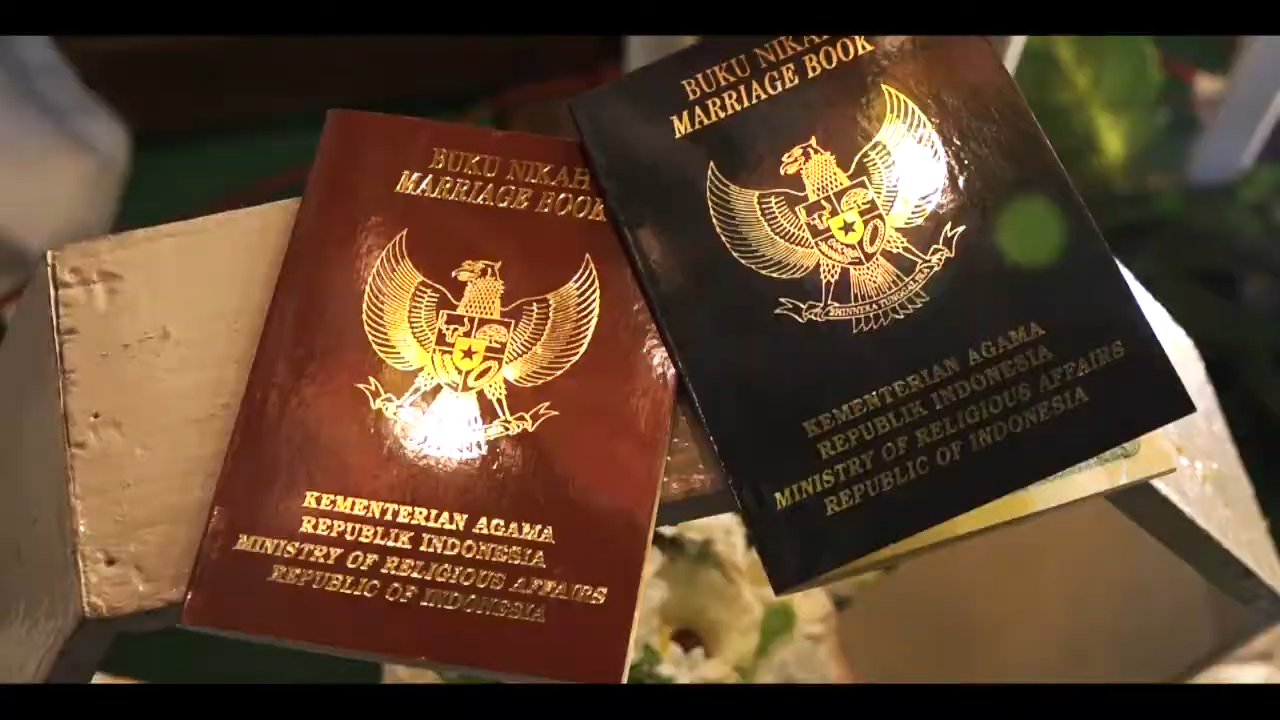 BUKU NIKAH
MARRIAGE BOOK
KEMENTERIAN AGAMA
REPUBLIK INDONESIA
MINISTRY OF RELIGIOUS AFFAIRS
REPUBLIC OF INDONESIA
BUKU NIKAH
MARRIAGE BOOK
BHINNEKA TUNGGAL IKA
KEMENTERIAN AGAMA
REPUBLIK INDONESIA
MINISTRY OF RELIGIOUS AFFAIRS
REPUBLIC OF INDONESIA